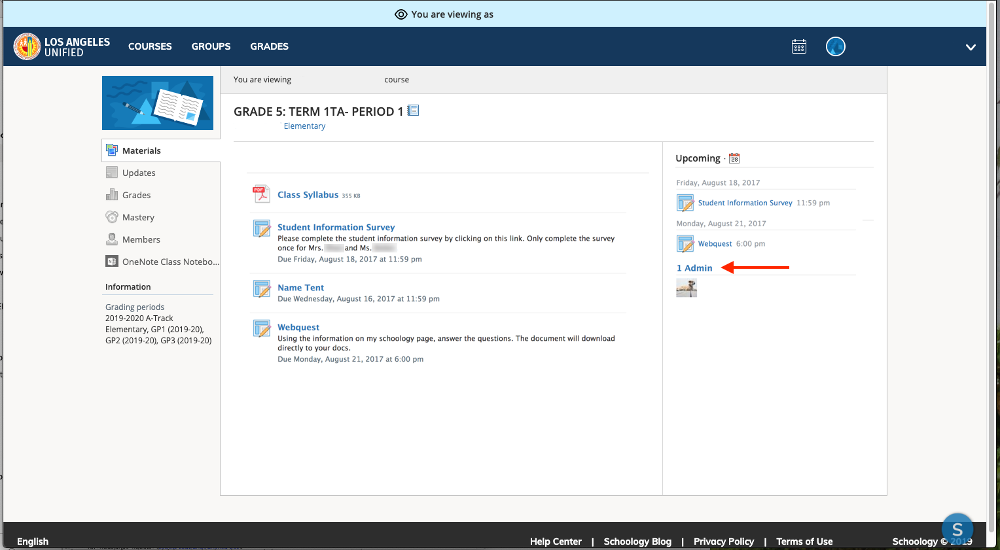 You are viewing as
LOS ANGELES
UNIFIED
COURSES
GROUPS
GRADES
You are viewing course
GRADE 5: TERM 1TA- PERIOD 1
Elementary
Materials
Updates
Grades
Mastery
Members
OneNote Class Notebo...
Information
Grading periods
2019-2020 A-Track
Elementary, GP1 (2019-20),
GP2 (2019-20), GP3 (2019-20)
PDF
Class Syllabus 355 KB
Student Information Survey
Please complete the student information survey by clicking on this link. Only complete the survey
once for Mrs. and Ms.
Due Friday, August 18, 2017 at 11:59 pm
Name Tent
Due Wednesday, August 16, 2017 at 11:59 pm
Webquest
Using the information on my schoology page, answer the questions. The document will download
directly to your docs.
Due Monday, August 21, 2017 at 6:00 pm
Upcoming · 28
Friday, August 18, 2017
Student Information Survey 11:59 pm
Monday, August 21, 2017
Webquest 6:00 pm
1 Admin
English
Help Center | Schoology Blog | Privacy Policy | Terms of Use
Schoology © 2019
S